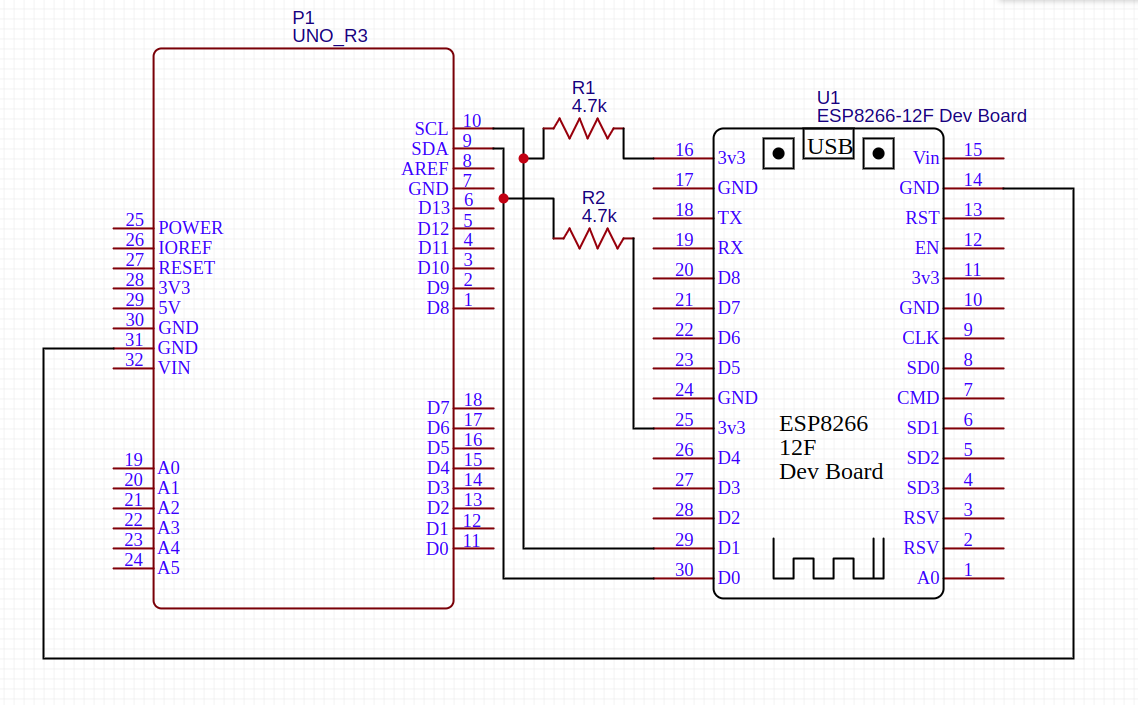 P1
UNO_R3
SCL 10
SDA 9
AREF 8
GND 7
D13 6
D12 5
D11 4
D10 3
D9 2
D8 1
25 POWER
26 IOREF
27 RESET
28 3V3
29 5V
30 GND
31 GND
32 VIN
D7 18
D6 17
D5 16
D4 15
D3 14
D2 13
D1 12
D0 11
19 A0
20 A1
21 A2
22 A3
23 A4
24 A5
R1
4.7k
R2
4.7k
U1
ESP8266-12F Dev Board
USB
16 3v3
17 GND
18 TX
19 RX
20 D8
21 D7
22 D6
23 D5
24 GND
25 3v3
26 D4
27 D3
28 D2
29 D1
30 D0
ESP8266
12F
Dev Board
Vin 15
GND 14
RST 13
EN 12
3v3 11
GND 10
CLK 9
SD0 8
CMD 7
SD1 6
SD2 5
SD3 4
RSV 3
RSV 2
A0 1